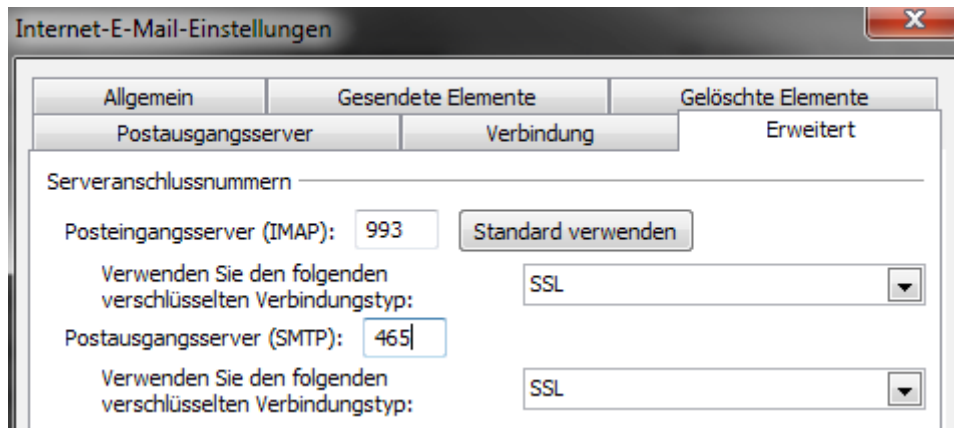 Internet-E-Mail-Einstellungen
Allgemein Gesendete Elemente Gelöschte Elemente
Postausgangsserver Verbindung Erweitert
Serveranschlussnummern
Posteingangsserver (IMAP): 993 Standard verwenden
Verwenden Sie den folgenden
verschlüsselten Verbindungstyp: SSL
Postausgangsserver (SMTP): 465
Verwenden Sie den folgenden
verschlüsselten Verbindungstyp: SSL